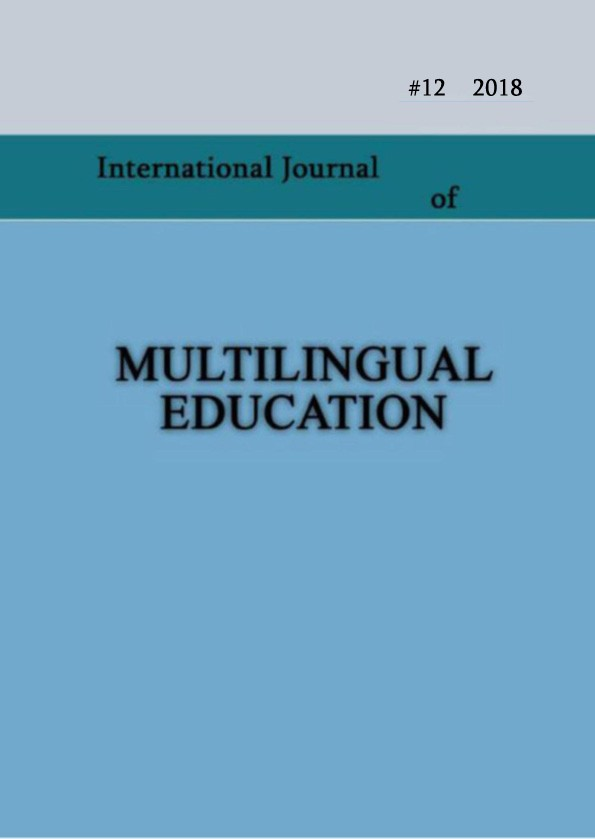 #12 2018
International Journal
of
MULTILINGUAL
EDUCATION